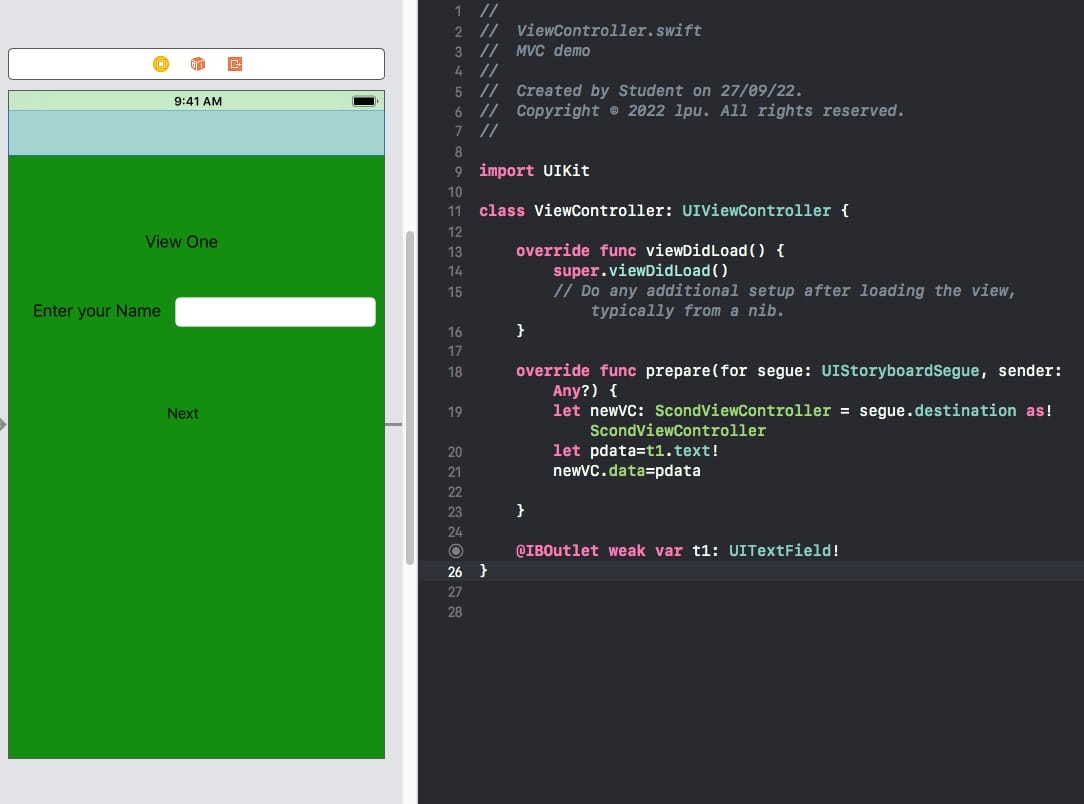 9:41 AM
View One
Enter your Name
Next
1 //
2 //  ViewController.swift
3 //  MVC demo
4 //
5 //  Created by Student on 27/09/22.
6 //  Copyright © 2022 lpu. All rights reserved.
7 //
8
9 import UIKit
10
11 class ViewController: UIViewController {
12
13     override func viewDidLoad() {
14         super.viewDidLoad()
15         // Do any additional setup after loading the view,
             typically from a nib.
16     }
17
18     override func prepare(for segue: UIStoryboardSegue, sender:
         Any?) {
19         let newVC: ScondViewController = segue.destination as!
             ScondViewController
20         let pdata=t1.text!
21         newVC.data=pdata
22
23     }
24
    @IBOutlet weak var t1: UITextField!
26 }
27
28